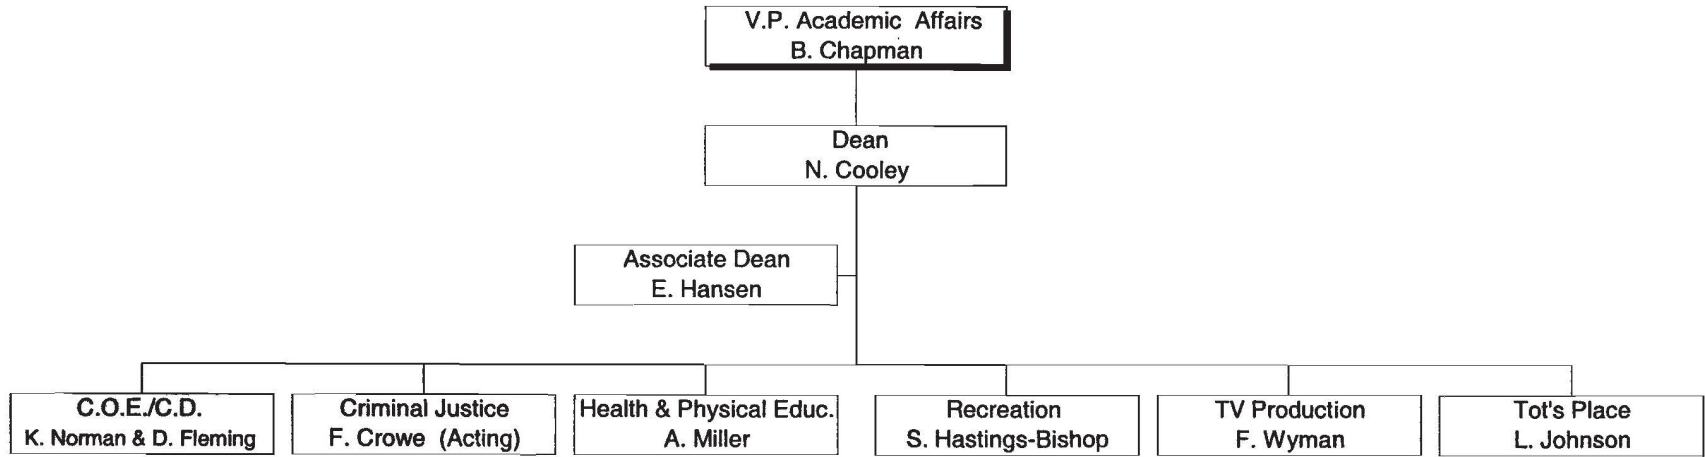 V.P. Academic Affairs
B. Chapman
Dean
N. Cooley
Associate Dean
E. Hansen
C.O.E./C.D.
K. Norman & D. Fleming
Criminal Justice
F. Crowe (Acting)
Health & Physical Educ.
A. Miller
Recreation
S. Hastings-Bishop
TV Production
F. Wyman
Tot's Place
L. Johnson